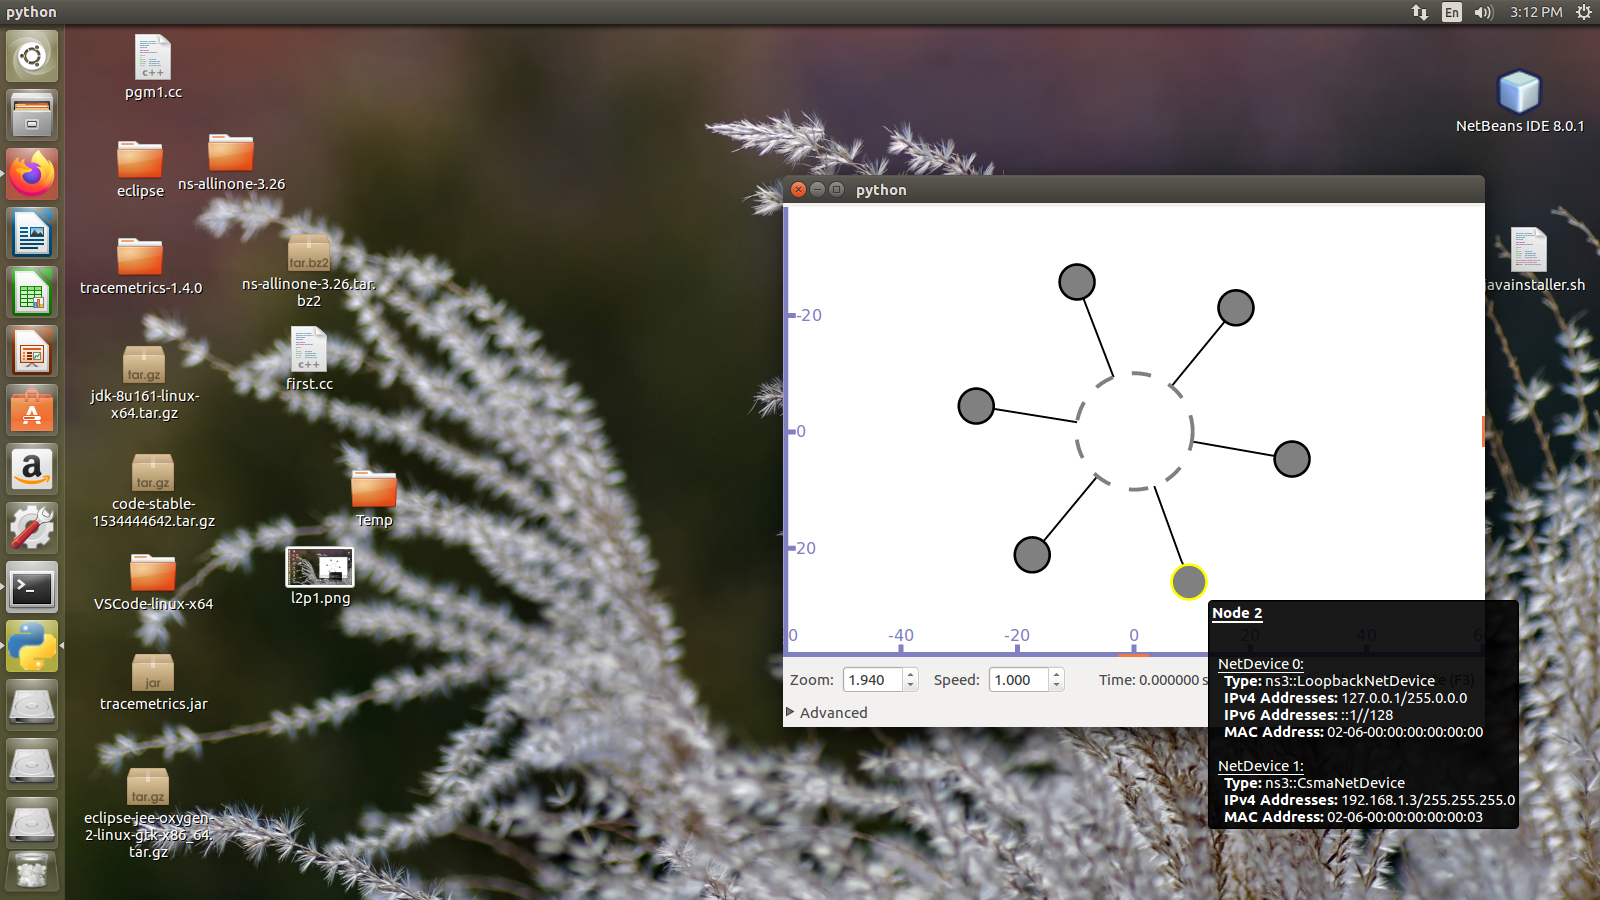 python
En
3:12 PM
pgm1.cc
c++
NetBeans IDE 8.0.1
eclipse
ns-allinone-3.26
python
tracemetrics-1.4.0
tar.bz2
ns-allinone-3.26.tar.
bz2
javainstaller.sh
-20
c++
first.cc
tar.gz
jdk-8u161-linux-
x64.tar.gz
0
tar.gz
code-stable-
1534444642.tar.gz
Temp
20
VSCode-linux-x64
l2p1.png
Node 2
0
-40
-20
0
20
40
6
NetDevice 0:
Type: ns3::LoopbackNetDevice
IPv4 Addresses: 127.0.0.1/255.0.0.0
IPv6 Addresses: ::1//128
MAC Address: 02-06-00:00:00:00:00:00
Zoom: 1.940 Speed: 1.000 Time: 0.000000 s (F3)
jar
tracemetrics.jar
Advanced
NetDevice 1:
Type: ns3::CsmaNetDevice
IPv4 Addresses: 192.168.1.3/255.255.255.0
MAC Address: 02-06-00:00:00:00:00:03
tar.gz
eclipse-jee-oxygen-
2-linux-gtk-x86_64.
tar.gz